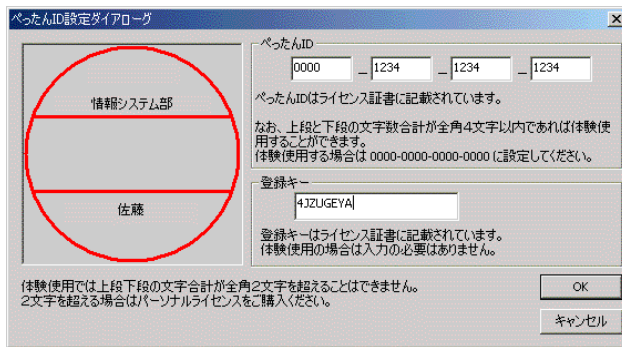 ぺったんID設定ダイアローグ
情報システム部
佐藤
ぺったんID
0000 _ 1234 _ 1234 _ 1234
ぺったんIDはライセンス証書に記載されています。
なお、上段と下段の文字数合計が全角4文字以内であれば体験使
用することができます。
体験使用する場合は 0000-0000-0000-0000 に設定してください。
登録キー
4JZUGEYA
登録キーはライセンス証書に記載されています。
体験使用の場合は入力の必要はありません。
体験使用では上段下段の文字合計が全角2文字を超えることはできません。
2文字を超える場合はパーソナルライセンスをご購入ください。
OK
キャンセル